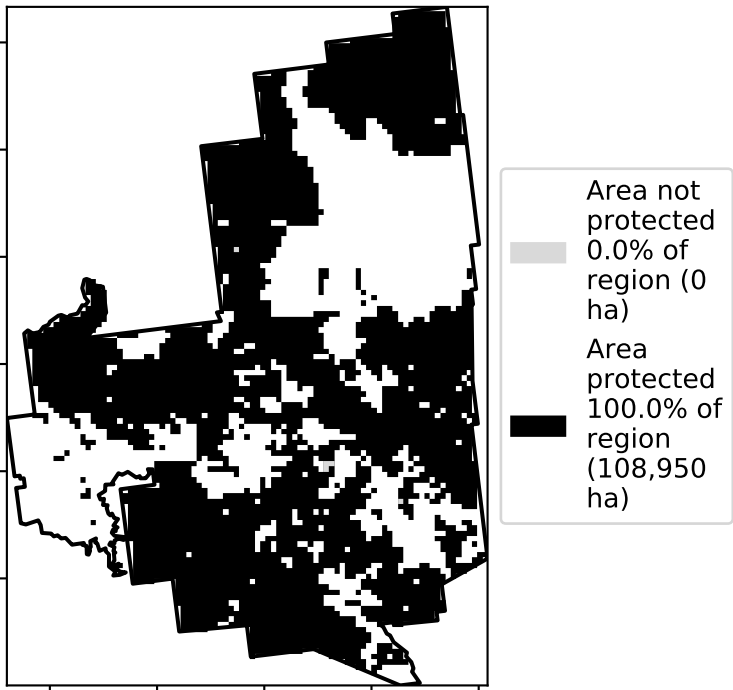 Area not
protected
0.0% of
region (0
ha)
Area
protected
100.0% of
region
(108,950
ha)